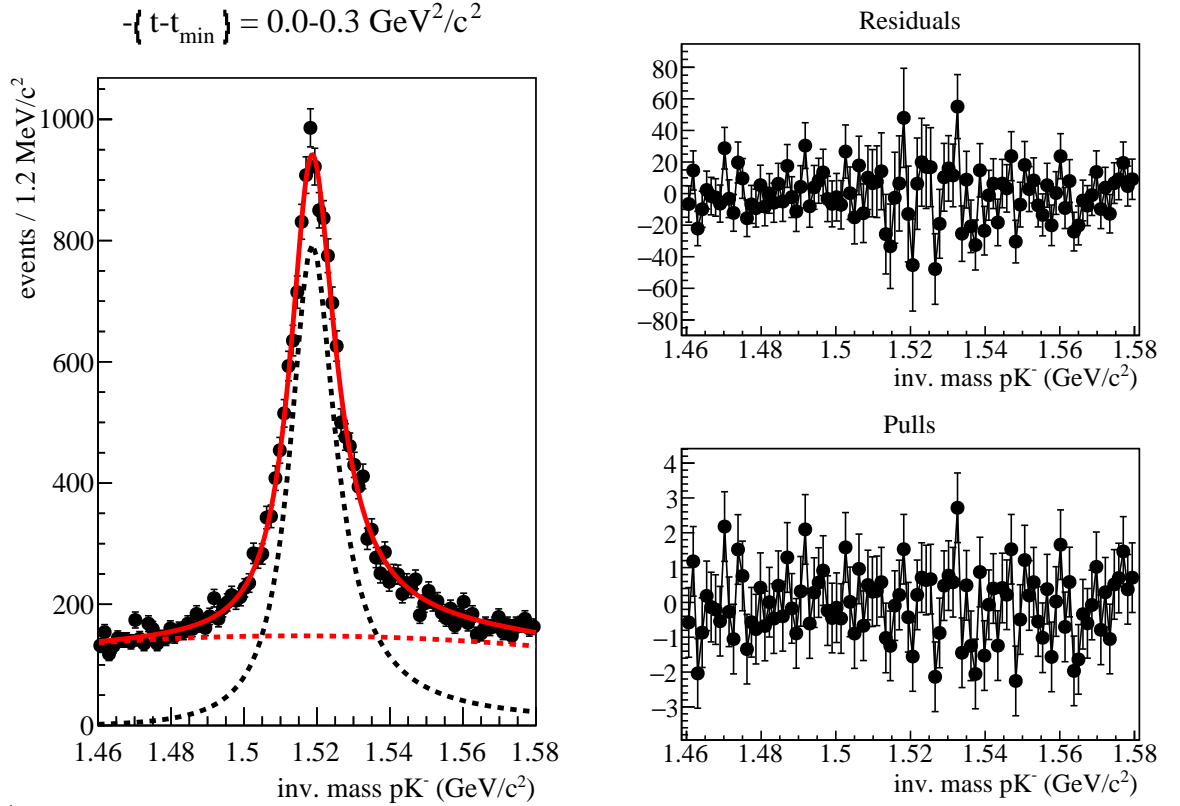 -( t-t_min ) = 0.0-0.3 GeV²/c²
events / 1.2 MeV/c²
1000
800
600
400
200
0
1.46 1.48 1.5 1.52 1.54 1.56 1.58
inv. mass pK⁻ (GeV/c²)
Residuals
80
60
40
20
0
−20
−40
−60
−80
1.46 1.48 1.5 1.52 1.54 1.56 1.58
inv. mass pK⁻ (GeV/c²)
Pulls
4
3
2
1
0
−1
−2
−3
1.46 1.48 1.5 1.52 1.54 1.56 1.58
inv. mass pK⁻ (GeV/c²)